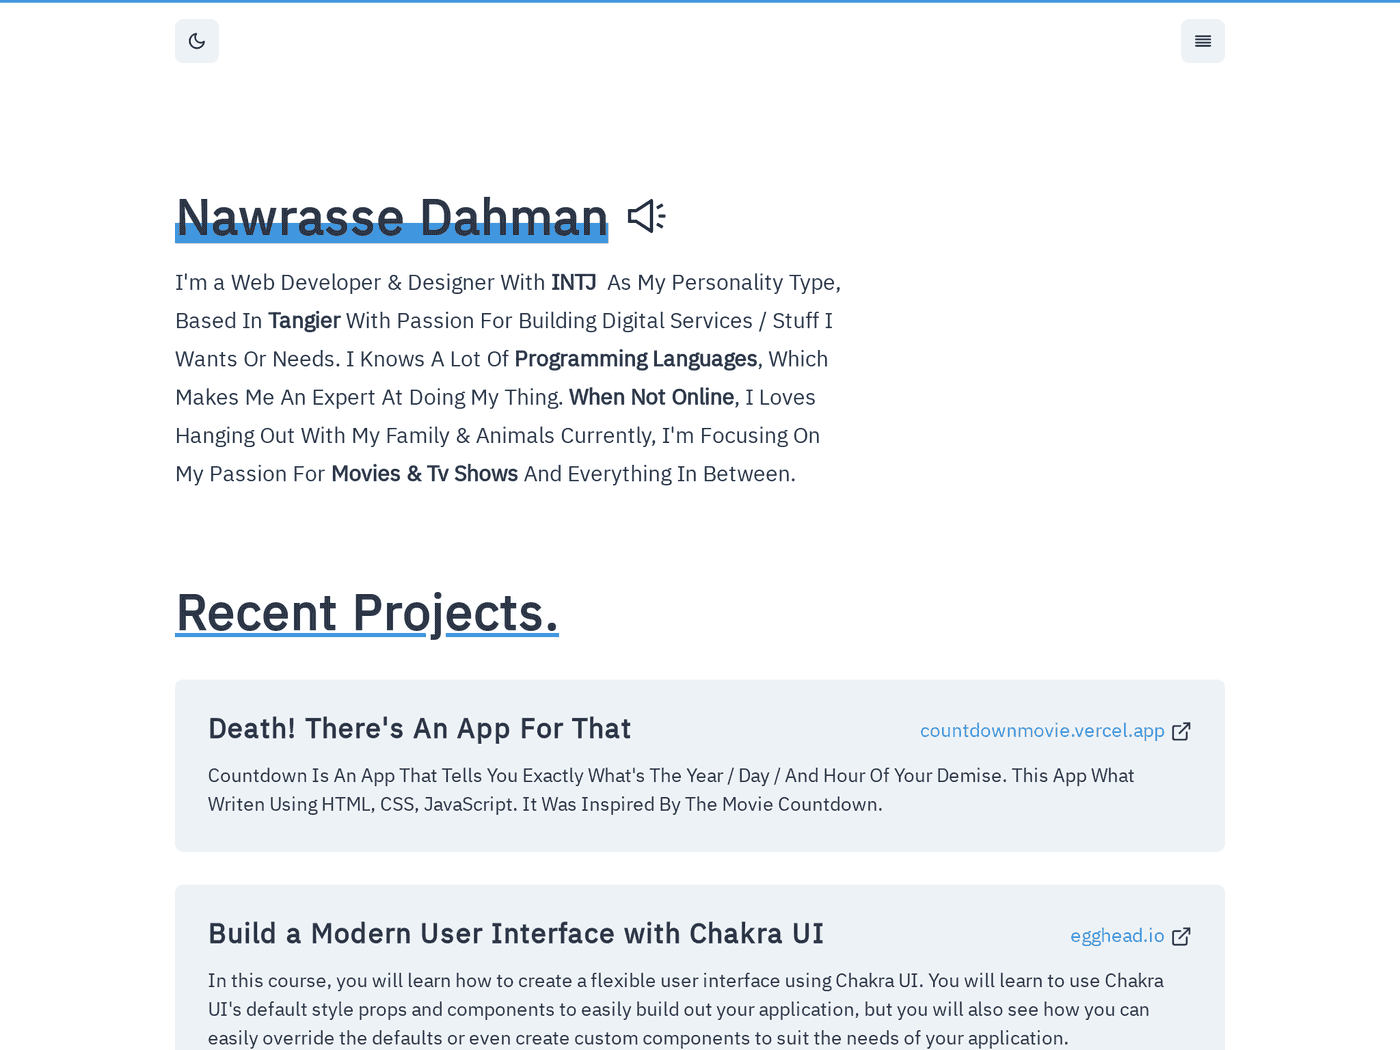 Nawrasse Dahman
I'm a Web Developer & Designer With INTJ As My Personality Type,
Based In Tangier With Passion For Building Digital Services / Stuff I
Wants Or Needs. I Knows A Lot Of Programming Languages, Which
Makes Me An Expert At Doing My Thing. When Not Online, I Loves
Hanging Out With My Family & Animals Currently, I'm Focusing On
My Passion For Movies & Tv Shows And Everything In Between.
Recent Projects.
Death! There's An App For That
countdownmovie.vercel.app
Countdown Is An App That Tells You Exactly What's The Year / Day / And Hour Of Your Demise. This App What
Writen Using HTML, CSS, JavaScript. It Was Inspired By The Movie Countdown.
Build a Modern User Interface with Chakra UI
egghead.io
In this course, you will learn how to create a flexible user interface using Chakra UI. You will learn to use Chakra
UI's default style props and components to easily build out your application, but you will also see how you can
easily override the defaults or even create custom components to suit the needs of your application.